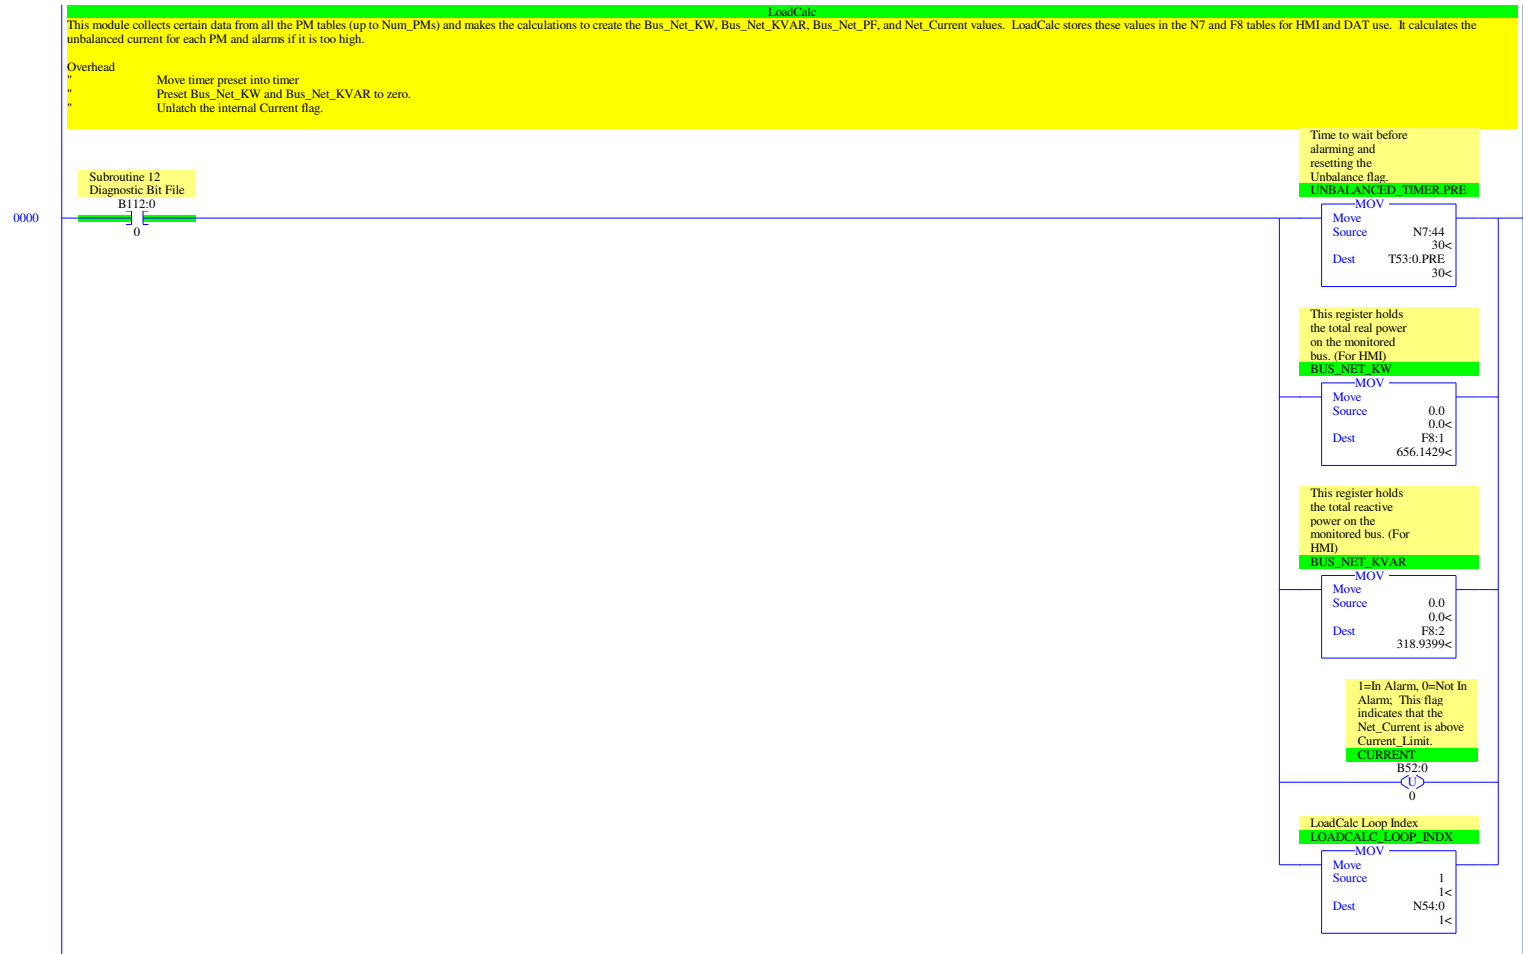 LoadCalc
This module collects certain data from all the PM tables (up to Num_PMs) and makes the calculations to create the Bus_Net_KW, Bus_Net_KVAR, Bus_Net_PF, and Net_Current values.  LoadCalc stores these values in the N7 and F8 tables for HMI and DAT use.  It calculates the
unbalanced current for each PM and alarms if it is too high.
Overhead
" Move timer preset into timer
" Preset Bus_Net_KW and Bus_Net_KVAR to zero.
" Unlatch the internal Current flag.
Time to wait before
alarming and
resetting the
Unbalance flag.
UNBALANCED_TIMER.PRE
Subroutine 12
Diagnostic Bit File
B112:0
0000
0
MOV
Move
Source N7:44
30<
Dest T53:0.PRE
30<
This register holds
the total real power
on the monitored
bus. (For HMI)
BUS_NET_KW
MOV
Move
Source 0.0
0.0<
Dest F8:1
656.1429<
This register holds
the total reactive
power on the
monitored bus. (For
HMI)
BUS_NET_KVAR
MOV
Move
Source 0.0
0.0<
Dest F8:2
318.9399<
1=In Alarm, 0=Not In
Alarm;  This flag
indicates that the
Net_Current is above
Current_Limit.
CURRENT
B52:0
U
0
LoadCalc Loop Index
LOADCALC_LOOP_INDX
MOV
Move
Source 1
1<
Dest N54:0
1<